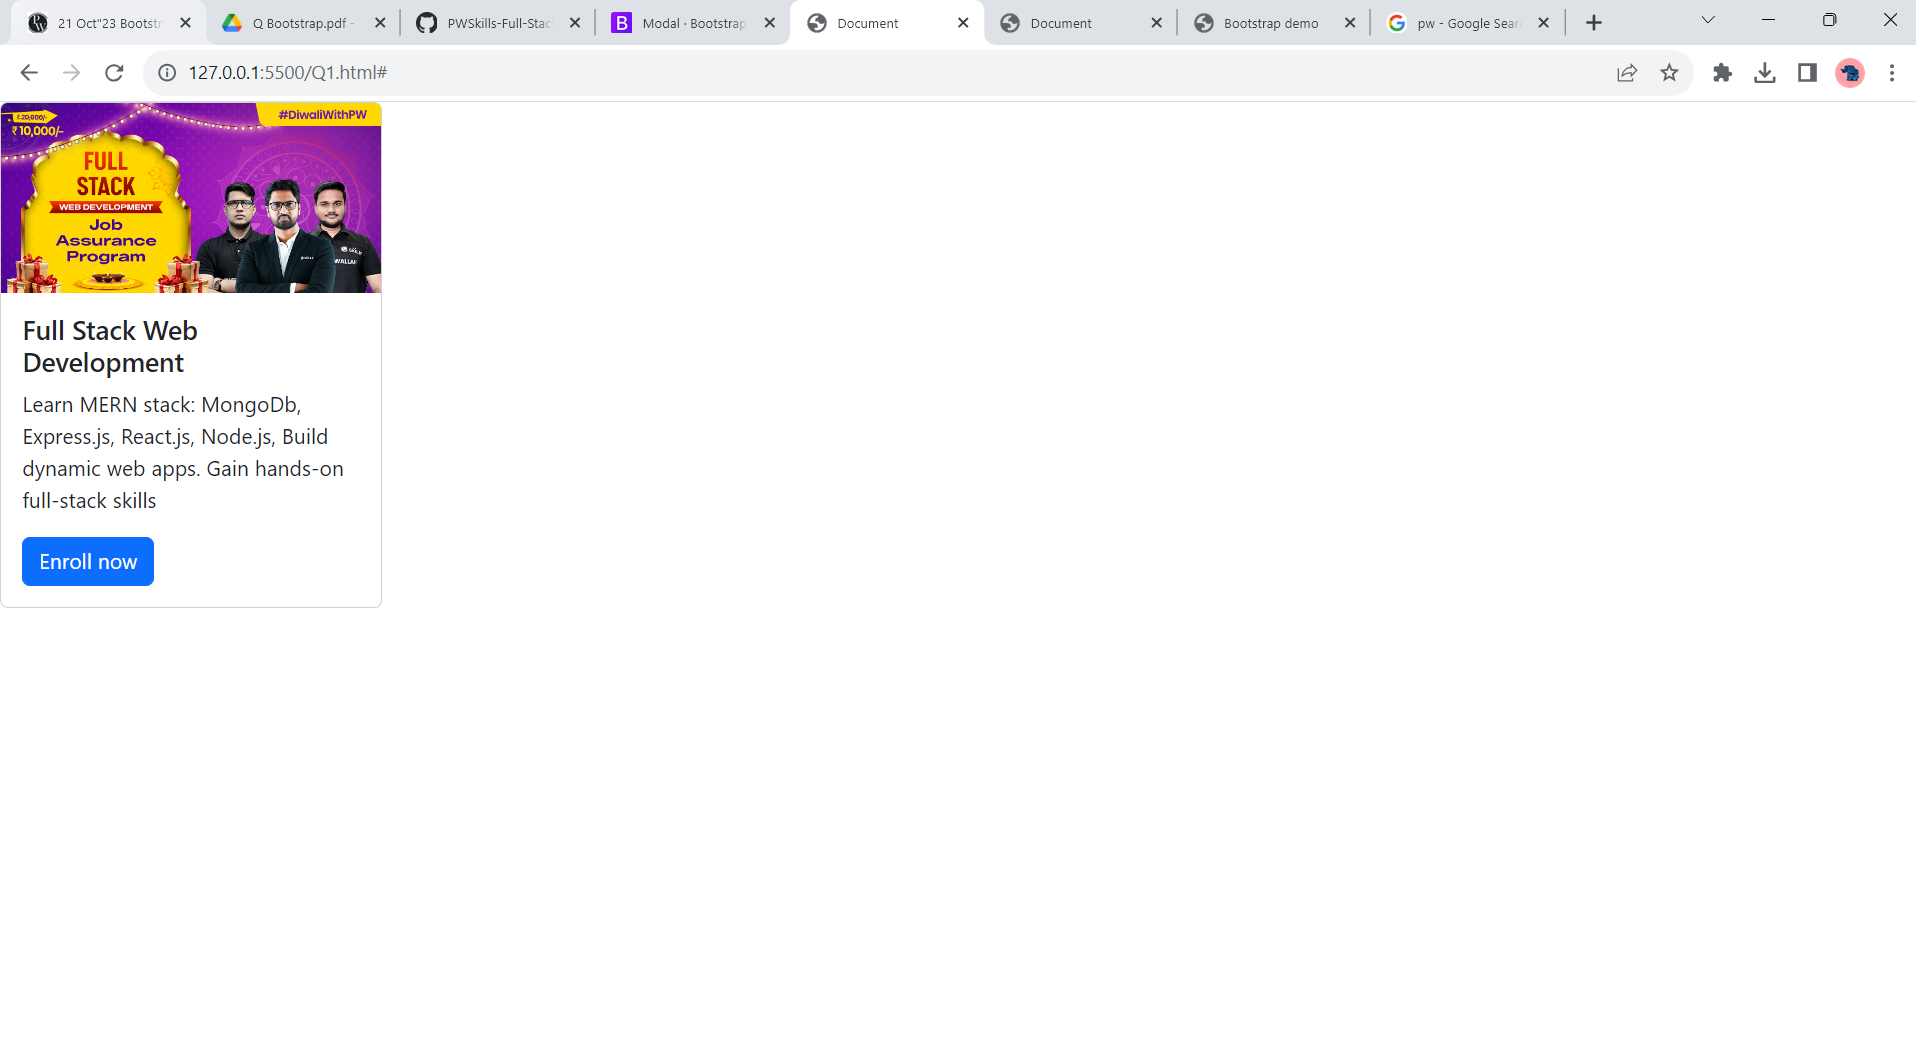 21 Oct"23 Bootstr
Q Bootstrap.pdf -
PWSkills-Full-Stac
Modal · Bootstrap
Document
Document
Bootstrap demo
pw - Google Sear
127.0.0.1:5500/Q1.html#
₹ 20,000/-
₹10,000/-
#DiwaliWithPW
FULL
STACK
WEB DEVELOPMENT
Job
Assurance
Program
Full Stack Web
Development
Learn MERN stack: MongoDb,
Express.js, React.js, Node.js, Build
dynamic web apps. Gain hands-on
full-stack skills
Enroll now